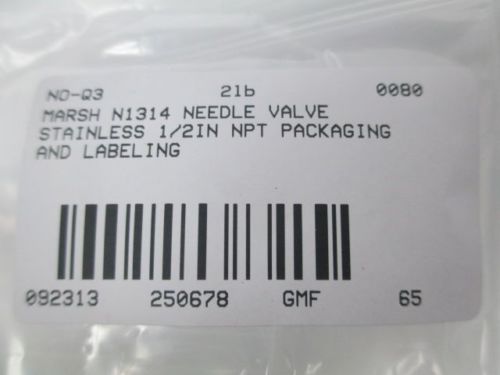 NO-Q3 21b 0080
MARSH N1314 NEEDLE VALVE
STAINLESS 1/2IN NPT PACKAGING
AND LABELING
092313 250678 GMF 65